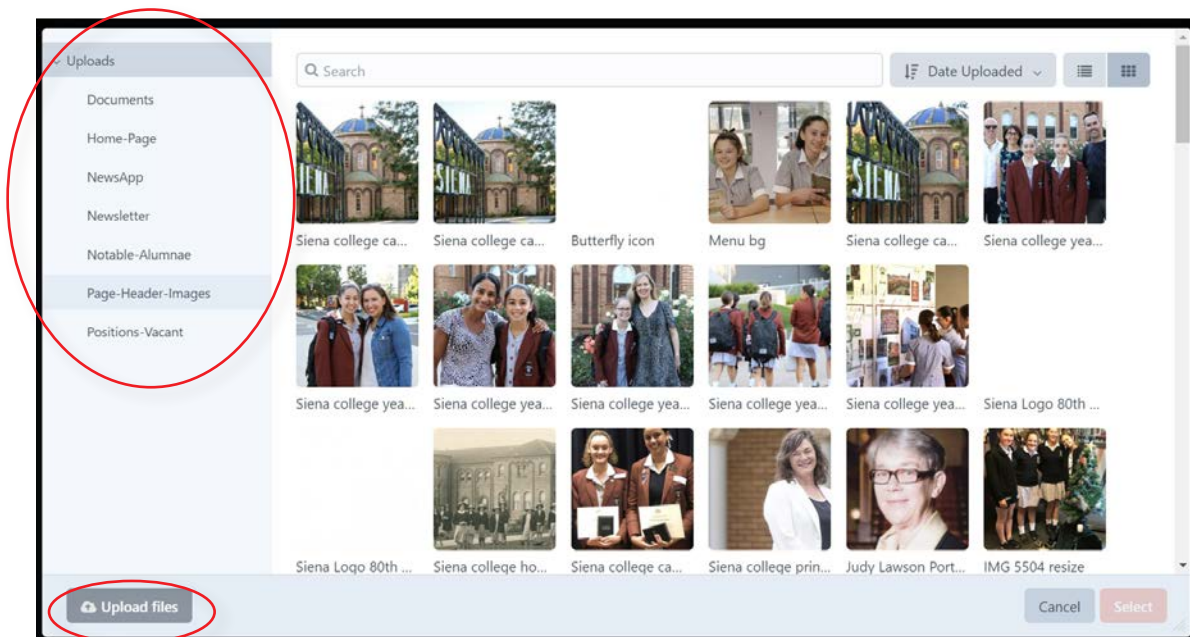 Uploads
Documents
Home-Page
NewsApp
Newsletter
Notable-Alumnae
Page-Header-Images
Positions-Vacant
Search
Date Uploaded
SIENA
SIENA
SIENA
Siena college ca...
Siena college ca...
Butterfly icon
Menu bg
Siena college ca...
Siena college yea...
Siena college yea...
Siena college yea...
Siena college yea...
Siena college yea...
Siena college yea...
Siena Logo 80th ...
Siena Logo 80th ...
Siena college ho...
Siena college ca...
Siena college prin...
Judy Lawson Port...
IMG 5504 resize
Upload files
Cancel
Select